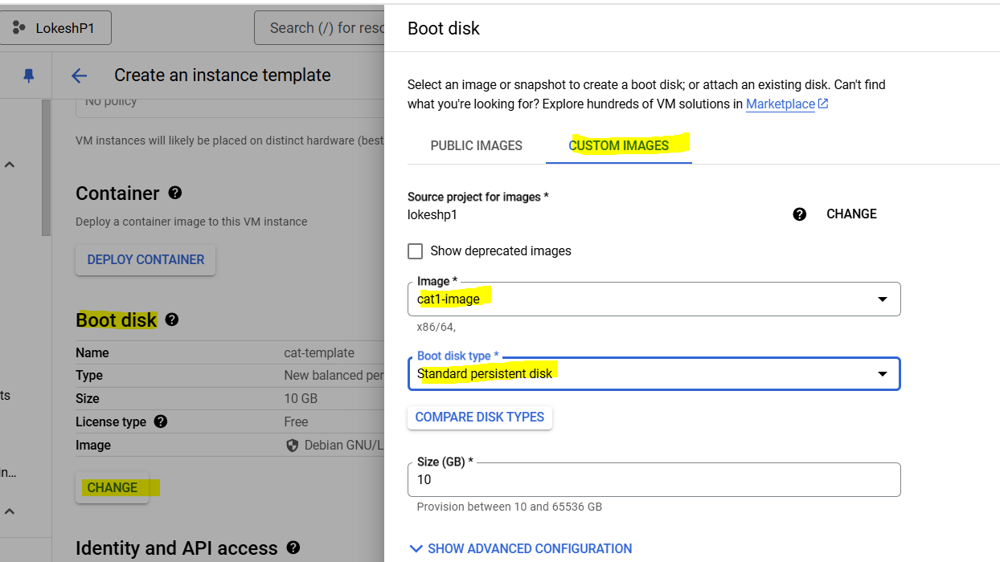 LokeshP1
Search (/) for resc
Create an instance template
No policy
VM instances will likely be placed on distinct hardware (best
Container
Deploy a container image to this VM instance
DEPLOY CONTAINER
Boot disk
Name cat-template
Type New balanced per
Size 10 GB
License type Free
Image Debian GNU/L
CHANGE
Identity and API access
ts
in...
Boot disk
Select an image or snapshot to create a boot disk; or attach an existing disk. Can't find
what you're looking for? Explore hundreds of VM solutions in Marketplace
PUBLIC IMAGES CUSTOM IMAGES
Source project for images *
lokeshp1
CHANGE
Show deprecated images
Image *
cat1-image
x86/64,
Boot disk type *
Standard persistent disk
COMPARE DISK TYPES
Size (GB) *
10
Provision between 10 and 65536 GB
SHOW ADVANCED CONFIGURATION